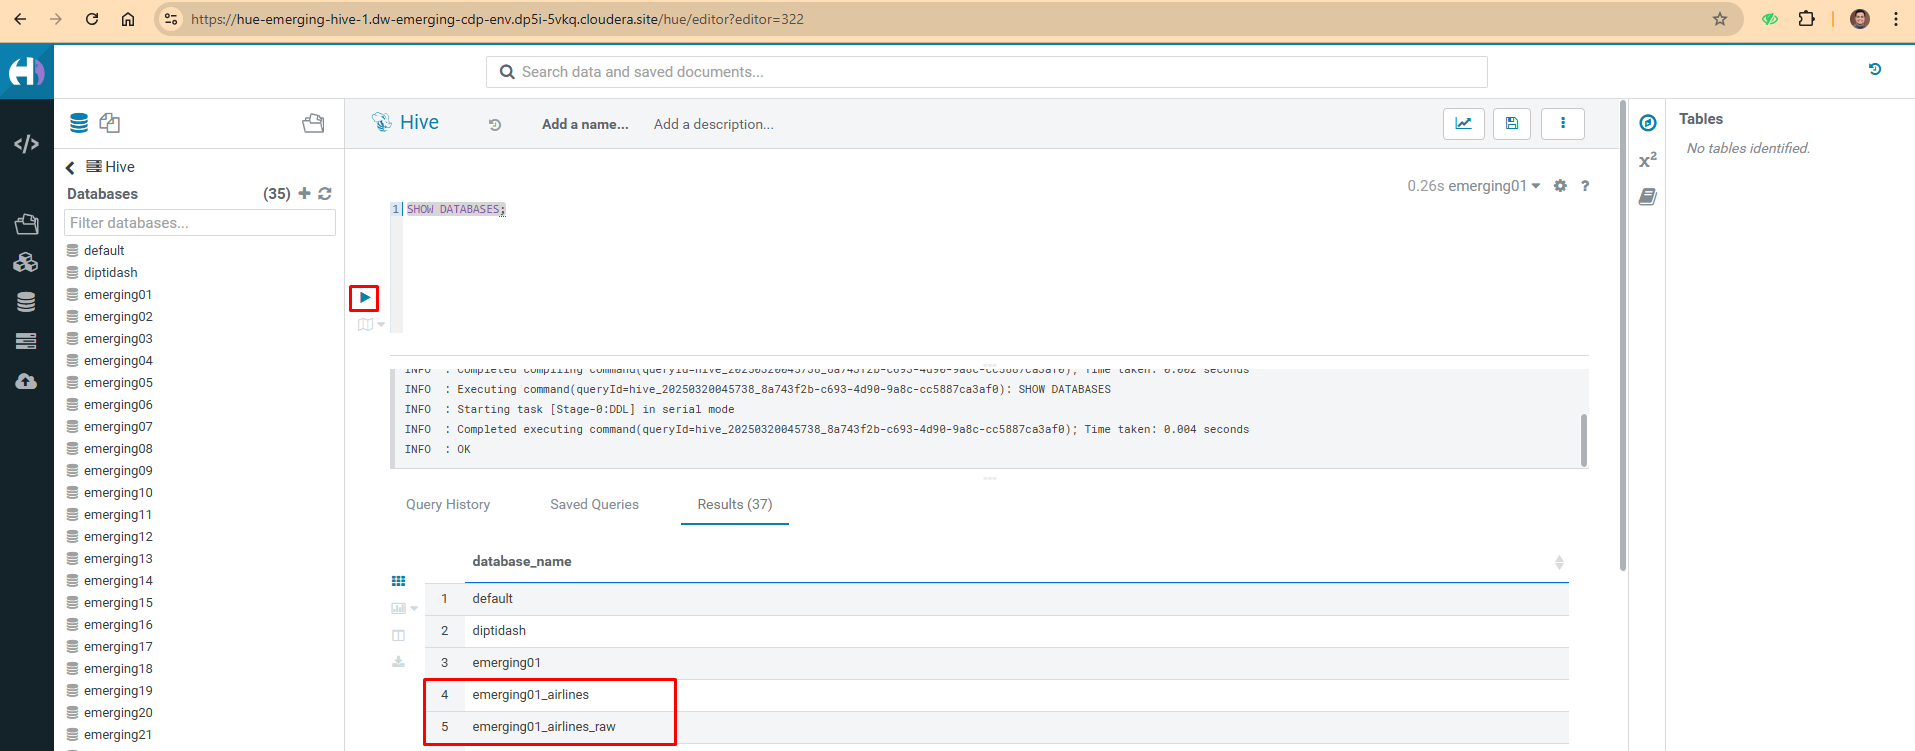 https://hue-emerging-hive-1.dw-emerging-cdp-env.dp5i-5vkq.cloudera.site/hue/editor?editor=322
Search data and saved documents...
Hive
Databases (35)
Filter databases...
default
diptidash
emerging01
emerging02
emerging03
emerging04
emerging05
emerging06
emerging07
emerging08
emerging09
emerging10
emerging11
emerging12
emerging13
emerging14
emerging15
emerging16
emerging17
emerging18
emerging19
emerging20
emerging21
Hive
Add a name...
Add a description...
0.26s emerging01 ?
1 SHOW DATABASES;
INFO : Completed compiling command(queryId=hive_20250320045738_8a743f2b-c693-4d90-9a8c-cc5887ca3af0); Time taken: 0.002 seconds
INFO : Executing command(queryId=hive_20250320045738_8a743f2b-c693-4d90-9a8c-cc5887ca3af0): SHOW DATABASES
INFO : Starting task [Stage-0:DDL] in serial mode
INFO : Completed executing command(queryId=hive_20250320045738_8a743f2b-c693-4d90-9a8c-cc5887ca3af0); Time taken: 0.004 seconds
INFO : OK
Query History
Saved Queries
Results (37)
database_name
1 default
2 diptidash
3 emerging01
4 emerging01_airlines
5 emerging01_airlines_raw
x²
Tables
No tables identified.